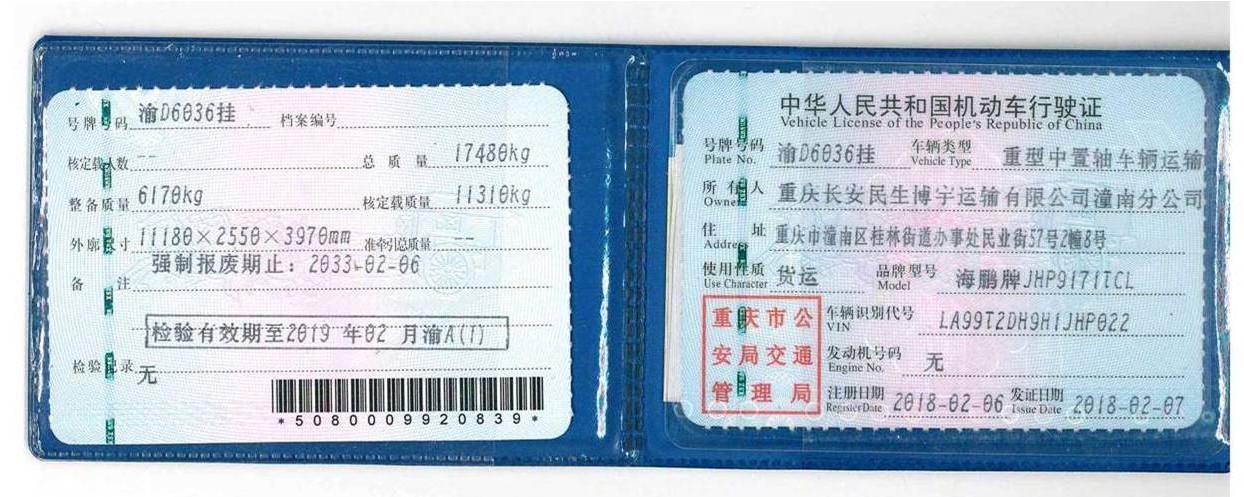 号牌号码 渝D6036挂 档案编号
核定载人数 -- 总质量 17480kg
整备质量 6170kg 核定载质量 11310kg
外廓尺寸 11180×2550×3970mm 准牵引总质量 --
强制报废期止：2033-02-06
备注
检验有效期至2019 年02 月渝A(1)
检验记录 无
*5080009920839*
中华人民共和国机动车行驶证
Vehicle License of the People's Republic of China
号牌号码 渝D6036挂 车辆类型 重型中置轴车辆运输
Plate No. Vehicle Type
所有人 重庆长安民生博宇运输有限公司潼南分公司
Owner
住址 重庆市潼南区桂林街道办事处民业街57号2幢8号
Address
使用性质 货运 品牌型号 海鹏牌JHP9171TCL
Use Character Model
重庆市公安局交通管理局
车辆识别代号 LA99T2DH9H1JHP022
VIN
发动机号码 无
Engine No.
注册日期 2018-02-06 发证日期 2018-02-07
Register Date Issue Date